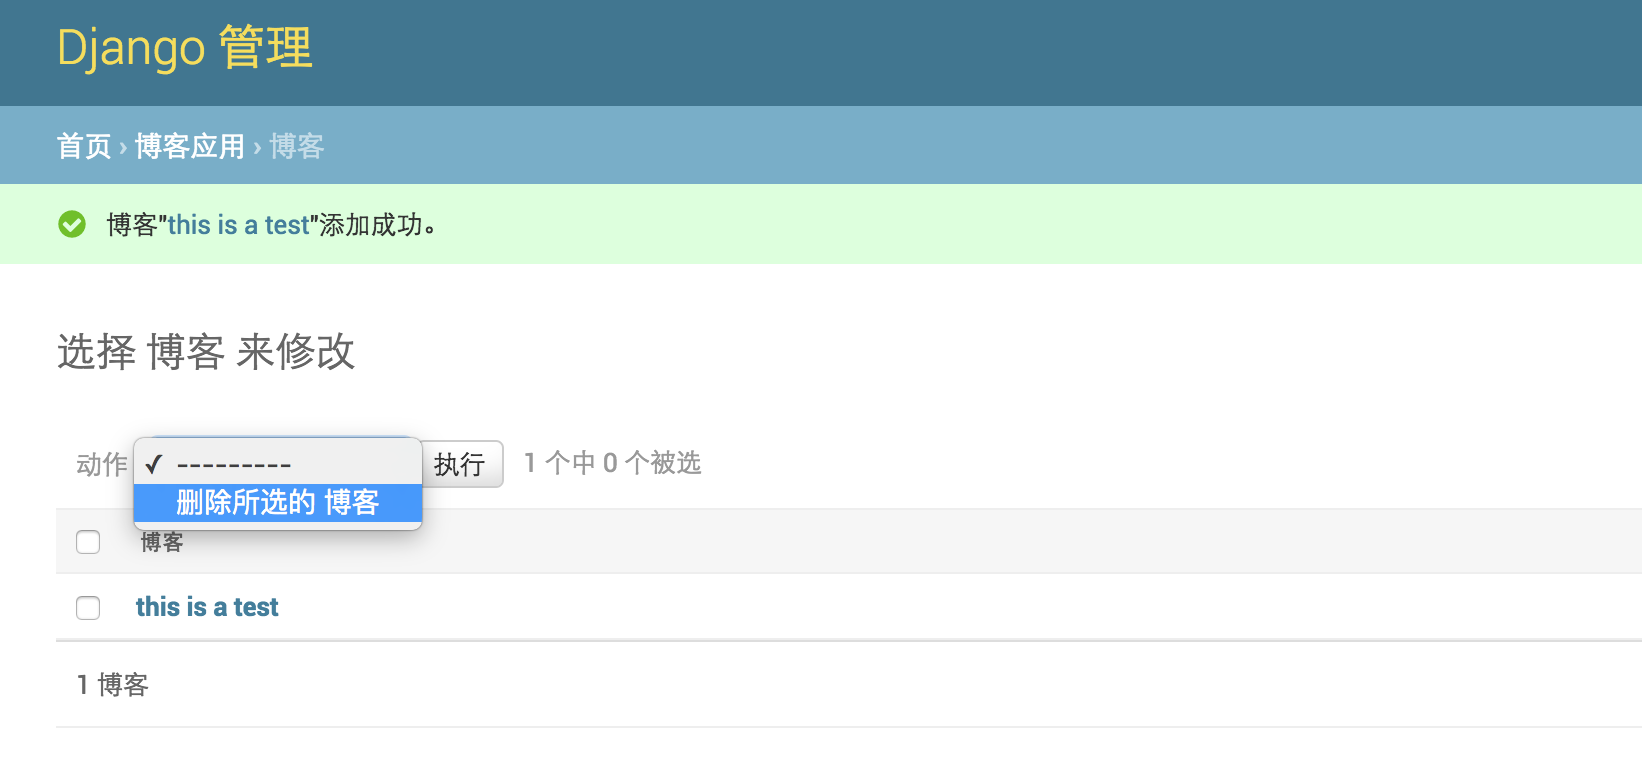 Django 管理
首页 › 博客应用 › 博客
博客"this is a test"添加成功。
选择 博客 来修改
动作 ✓ --------- 执行 1 个中 0 个被选
删除所选的 博客
博客
this is a test
1 博客